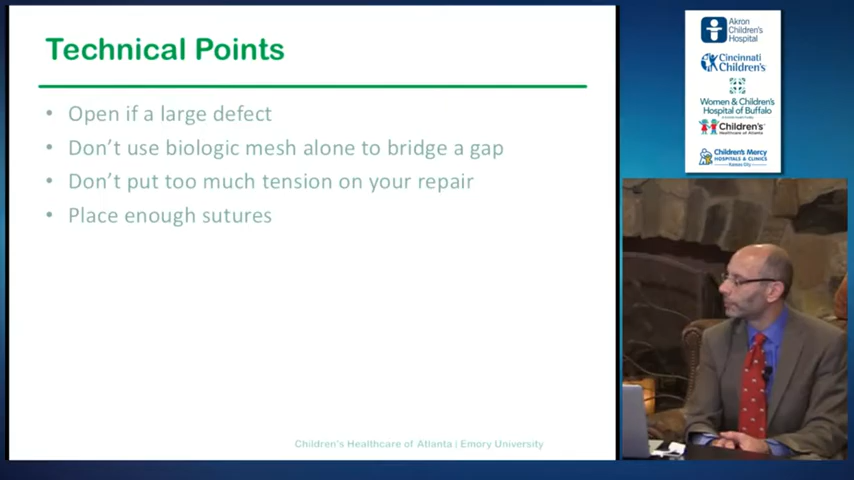 Technical Points
• Open if a large defect
• Don't use biologic mesh alone to bridge a gap
• Don't put too much tension on your repair
• Place enough sutures
Children's Healthcare of Atlanta | Emory University
Akron
Children's
Hospital
Cincinnati
Children's
Women & Children's
Hospital of Buffalo
Children's
Healthcare of Atlanta
Children's Mercy
HOSPITALS & CLINICS
Kansas City